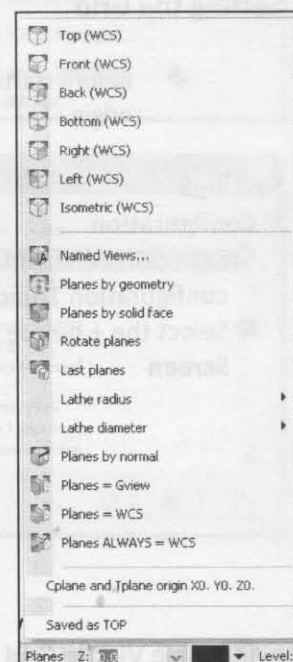 Top (WCS)
Front (WCS)
Back (WCS)
Bottom (WCS)
Right (WCS)
Left (WCS)
Isometric (WCS)
Named Views...
Planes by geometry
Planes by solid face
Rotate planes
Last planes
Lathe radius
Lathe diameter
Planes by normal
Planes = Gview
Planes = WCS
Planes ALWAYS = WCS
Cplane and Tplane origin X0. Y0. Z0.
Saved as TOP
Planes Z: 0.0 Level: